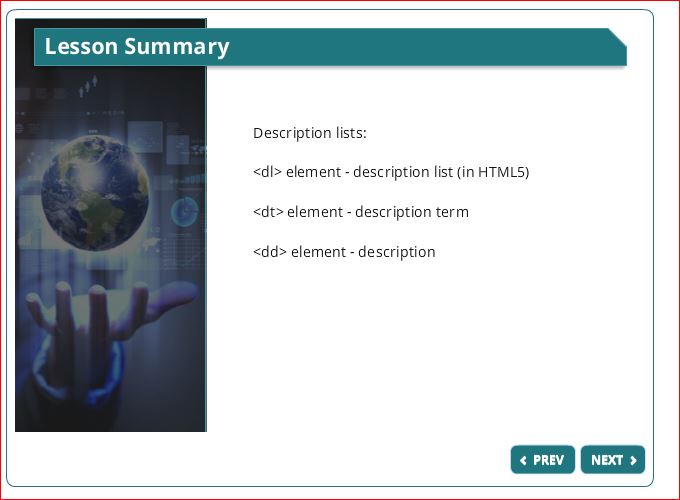 Lesson Summary
Description lists:
<dl> element - description list (in HTML5)
<dt> element - description term
<dd> element - description
PREV
NEXT